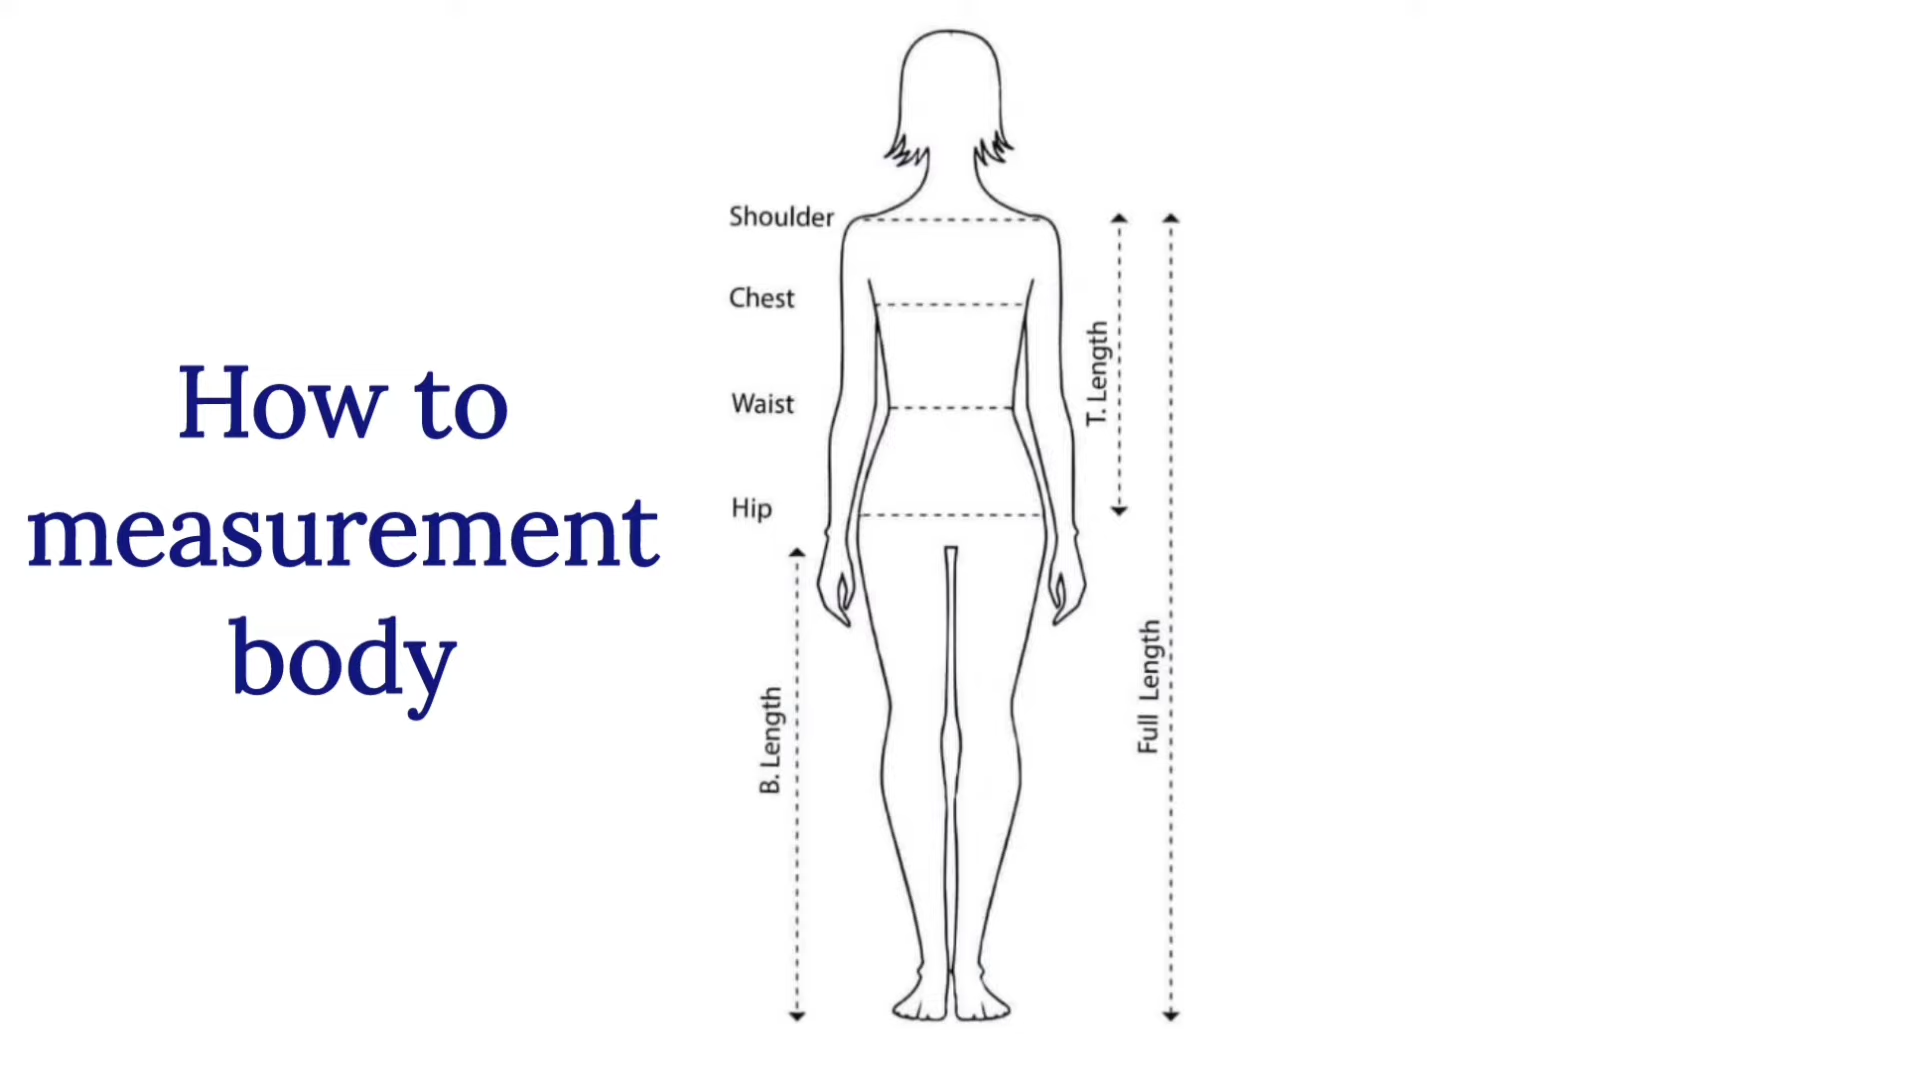 How to
measurement
body
Shoulder
Chest
Waist
Hip
B. Length
T. Length
Full Length